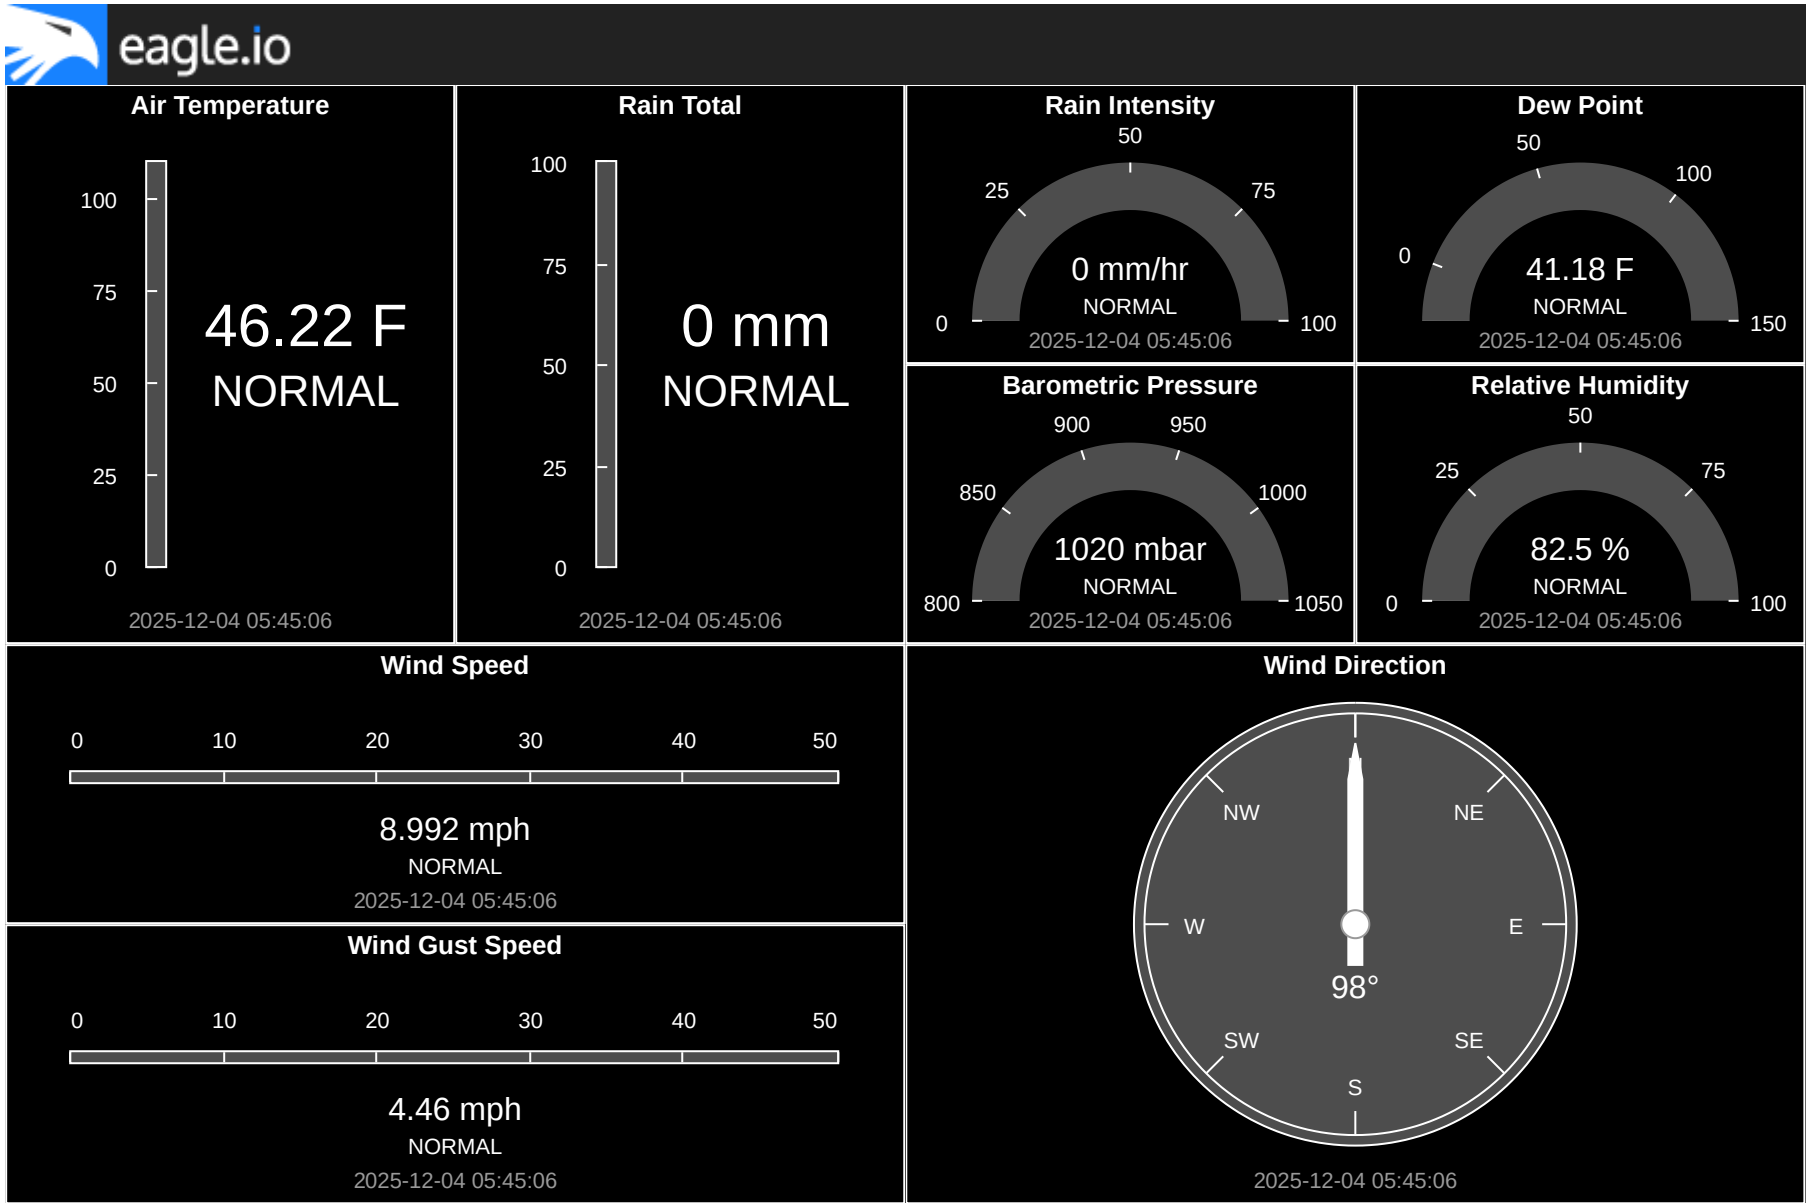 eagle.io
Air Temperature
100
75
50
25
0
46.22 F
NORMAL
2025-12-04 05:45:06
Rain Total
100
75
50
25
0
0 mm
NORMAL
2025-12-04 05:45:06
Rain Intensity
0
25
50
75
100
0 mm/hr
NORMAL
2025-12-04 05:45:06
Dew Point
0
50
100
150
41.18 F
NORMAL
2025-12-04 05:45:06
Barometric Pressure
800
850
900
950
1000
1050
1020 mbar
NORMAL
2025-12-04 05:45:06
Relative Humidity
0
25
50
75
100
82.5 %
NORMAL
2025-12-04 05:45:06
Wind Speed
0 10 20 30 40 50
8.992 mph
NORMAL
2025-12-04 05:45:06
Wind Gust Speed
0 10 20 30 40 50
4.46 mph
NORMAL
2025-12-04 05:45:06
Wind Direction
NW NE
W E
98°
SW SE
S
2025-12-04 05:45:06